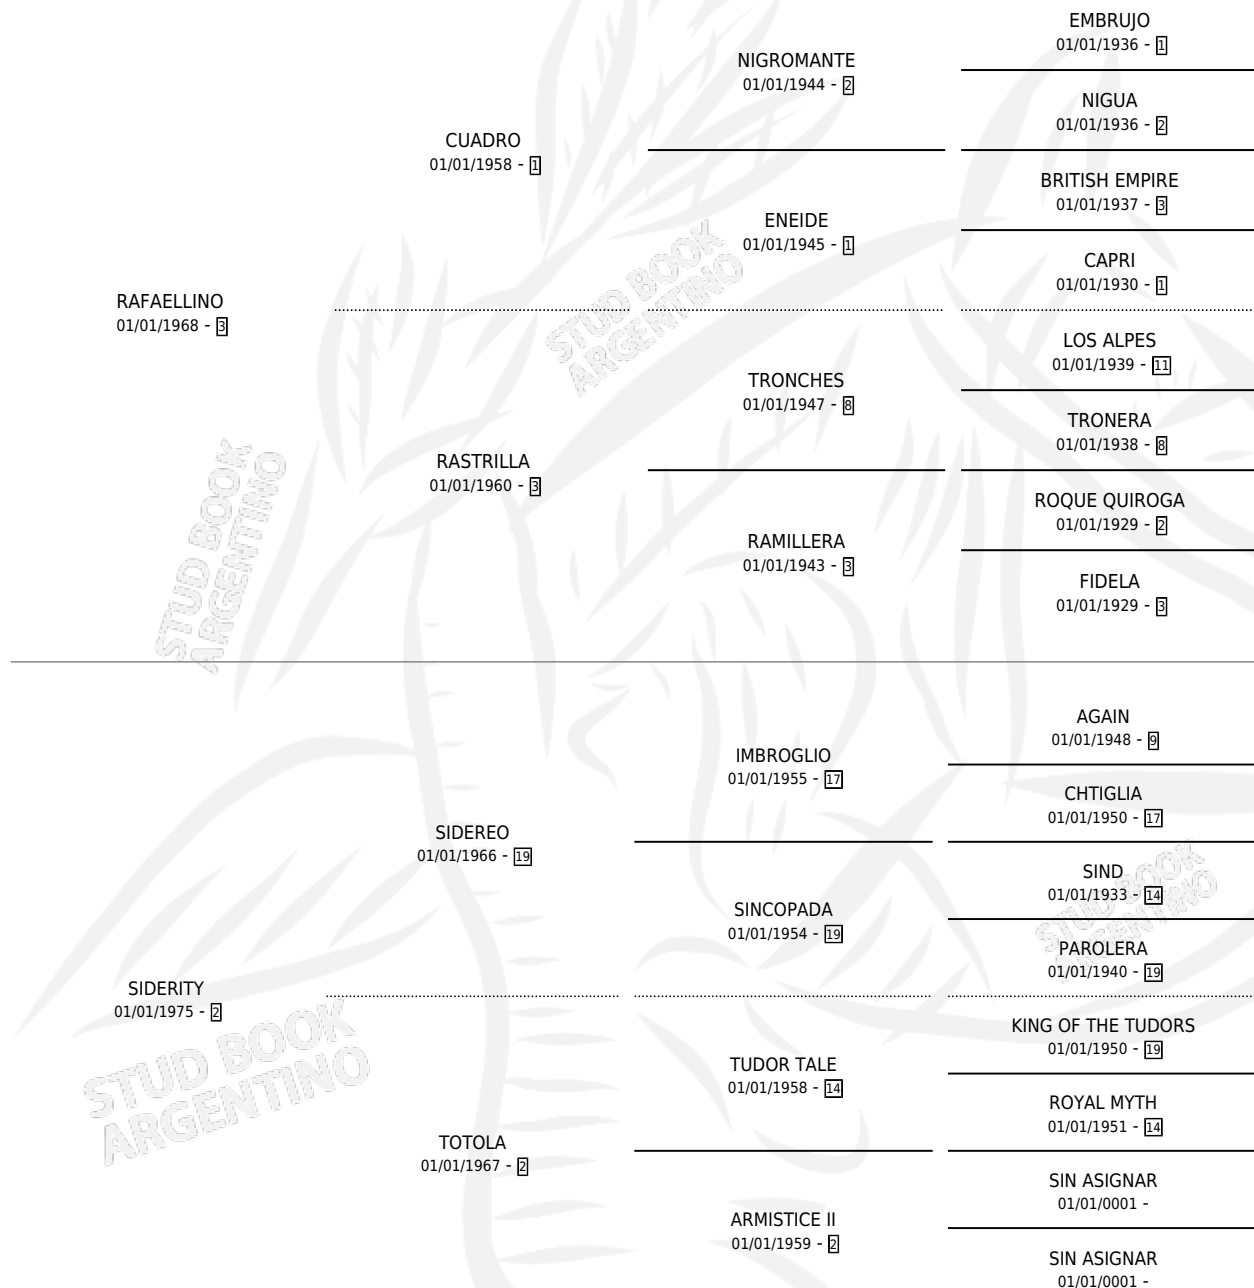 EMBRUJO
01/01/1936 - 1
NIGROMANTE
01/01/1944 - 2
NIGUA
01/01/1936 - 2
CUADRO
01/01/1958 - 1
BRITISH EMPIRE
01/01/1937 - 3
ENEIDE
01/01/1945 - 1
CAPRI
01/01/1930 - 1
RAFAELLINO
01/01/1968 - 3
LOS ALPES
01/01/1939 - 11
TRONCHES
01/01/1947 - 8
TRONERA
01/01/1938 - 8
RASTRILLA
01/01/1960 - 3
ROQUE QUIROGA
01/01/1929 - 2
RAMILLERA
01/01/1943 - 3
FIDELA
01/01/1929 - 3
AGAIN
01/01/1948 - 9
IMBROGLIO
01/01/1955 - 17
CHTIGLIA
01/01/1950 - 17
SIDEREO
01/01/1966 - 19
SIND
01/01/1933 - 14
SINCOPADA
01/01/1954 - 19
PAROLERA
01/01/1940 - 19
SIDERITY
01/01/1975 - 2
KING OF THE TUDORS
01/01/1950 - 19
TUDOR TALE
01/01/1958 - 14
ROYAL MYTH
01/01/1951 - 14
TOTOLA
01/01/1967 - 2
SIN ASIGNAR
01/01/0001 -
ARMISTICE II
01/01/1959 - 2
SIN ASIGNAR
01/01/0001 -
STUD BOOK
ARGENTINO
STUD BOOK
ARGENTINO
STUD BOOK
ARGENTINO
STUD BOOK
ARGENTINO